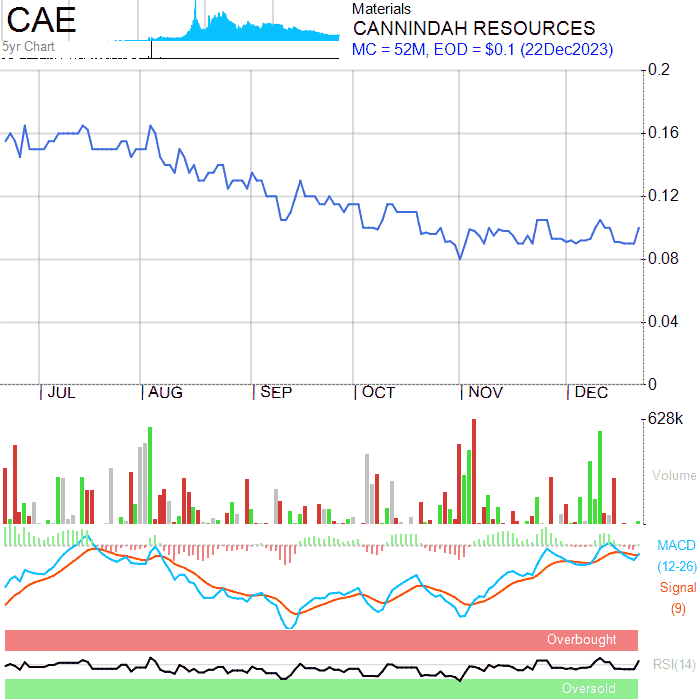 CAE
5yr Chart
Materials
CANNINDAH RESOURCES
MC = 52M, EOD = $0.1 (22Dec2023)
0.2
0.16
0.12
0.08
0.04
0
JUL AUG SEP OCT NOV DEC
628k
Volume
MACD
(12-26)
Signal
(9)
Overbought
RSI(14)
Oversold